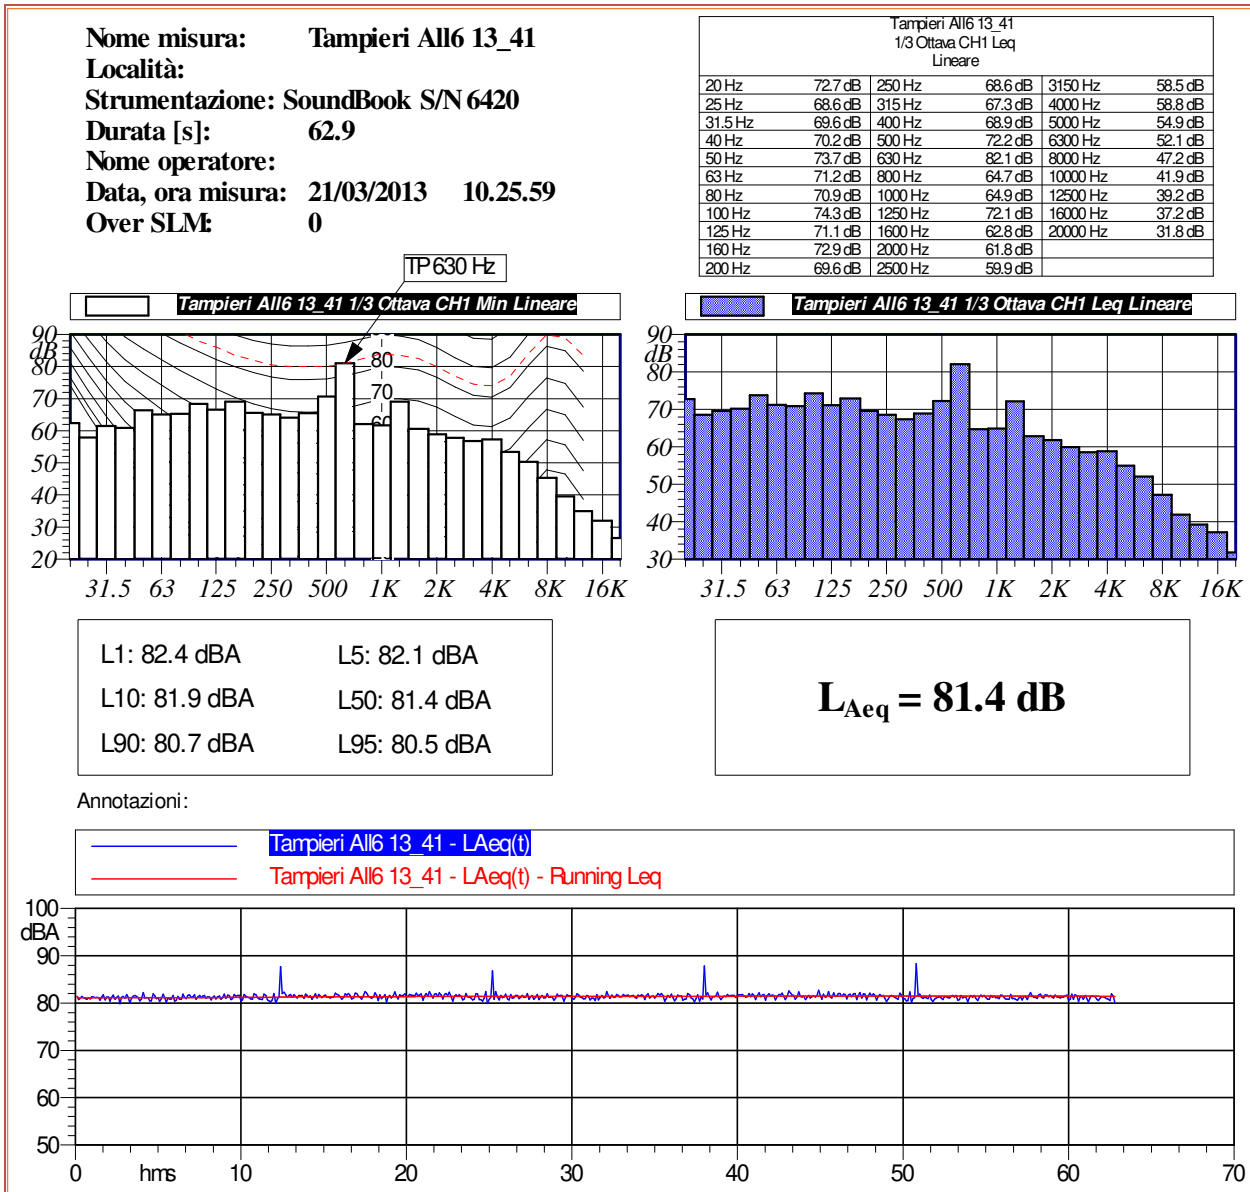 Nome misura: Tampieri All6 13_41
Località:
Strumentazione: SoundBook S/N 6420
Durata [s]: 62.9
Nome operatore:
Data, ora misura: 21/03/2013 10.25.59
Over SLM: 0
Tampieri All6 13_41
1/3 Ottava CH1 Leq
Lineare
20 Hz 72.7 dB 250 Hz 68.6 dB 3150 Hz 58.5 dB
25 Hz 68.6 dB 315 Hz 67.3 dB 4000 Hz 58.8 dB
31.5 Hz 69.6 dB 400 Hz 68.9 dB 5000 Hz 54.9 dB
40 Hz 70.2 dB 500 Hz 72.2 dB 6300 Hz 52.1 dB
50 Hz 73.7 dB 630 Hz 82.1 dB 8000 Hz 47.2 dB
63 Hz 71.2 dB 800 Hz 64.7 dB 10000 Hz 41.9 dB
80 Hz 70.9 dB 1000 Hz 64.9 dB 12500 Hz 39.2 dB
100 Hz 74.3 dB 1250 Hz 72.1 dB 16000 Hz 37.2 dB
125 Hz 71.1 dB 1600 Hz 62.8 dB 20000 Hz 31.8 dB
160 Hz 72.9 dB 2000 Hz 61.8 dB
200 Hz 69.6 dB 2500 Hz 59.9 dB
TP 630 Hz
Tampieri All6 13_41 1/3 Ottava CH1 Min Lineare
90
dB
80
70
60
50
40
30
20
80
70
60
31.5 63 125 250 500 1K 2K 4K 8K 16K
Tampieri All6 13_41 1/3 Ottava CH1 Leq Lineare
90
dB
80
70
60
50
40
30
31.5 63 125 250 500 1K 2K 4K 8K 16K
L1: 82.4 dBA L5: 82.1 dBA
L10: 81.9 dBA L50: 81.4 dBA
L90: 80.7 dBA L95: 80.5 dBA
LAeq = 81.4 dB
Annotazioni:
Tampieri All6 13_41 - LAeq(t)
Tampieri All6 13_41 - LAeq(t) - Running Leq
100
dBA
90
80
70
60
50
0 hms 10 20 30 40 50 60 70